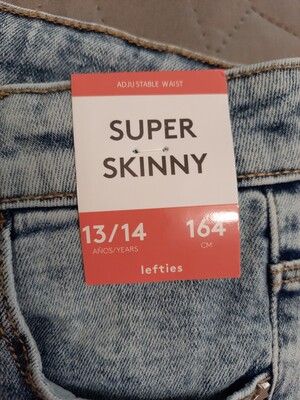 ADJUSTABLE WAIST
SUPER
SKINNY
13/14 164
AÑOS/YEARS CM
lefties